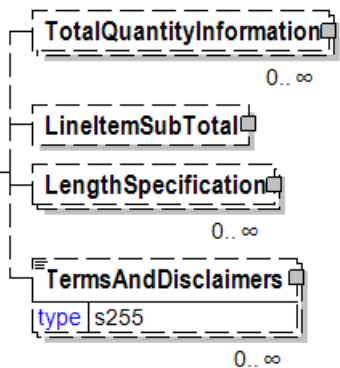 TotalQuantityInformation
0.. ∞
LineItemSubTotal
LengthSpecification
0.. ∞
TermsAndDisclaimers
type s255
0.. ∞